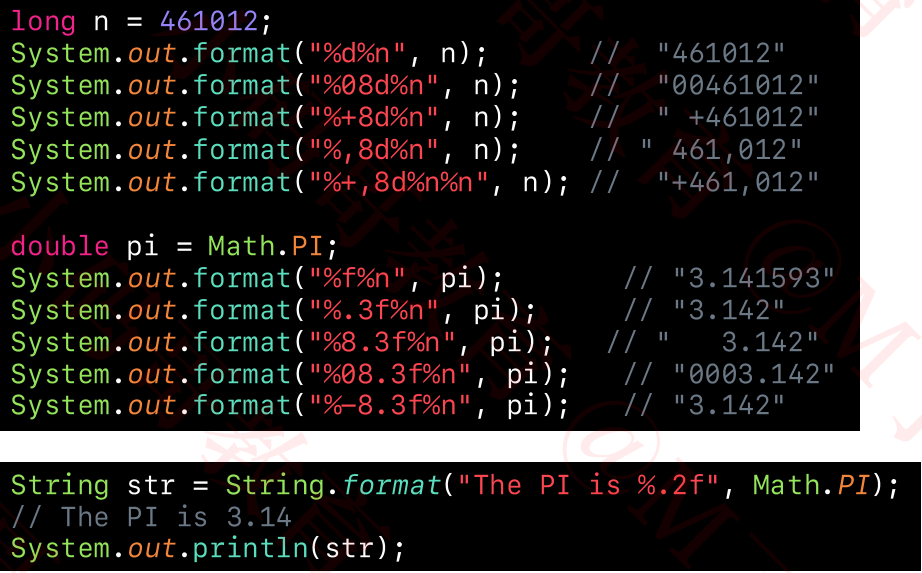 long n = 461012;
System.out.format("%d%n", n);      //  "461012"
System.out.format("%08d%n", n);    //  "00461012"
System.out.format("%+8d%n", n);    //  " +461012"
System.out.format("%,8d%n", n);    // " 461,012"
System.out.format("%+,8d%n%n", n); //  "+461,012"
double pi = Math.PI;
System.out.format("%f%n", pi);       // "3.141593"
System.out.format("%.3f%n", pi);     // "3.142"
System.out.format("%8.3f%n", pi);   // "   3.142"
System.out.format("%08.3f%n", pi);   // "0003.142"
System.out.format("%-8.3f%n", pi);   // "3.142"
String str = String.format("The PI is %.2f", Math.PI);
// The PI is 3.14
System.out.println(str);